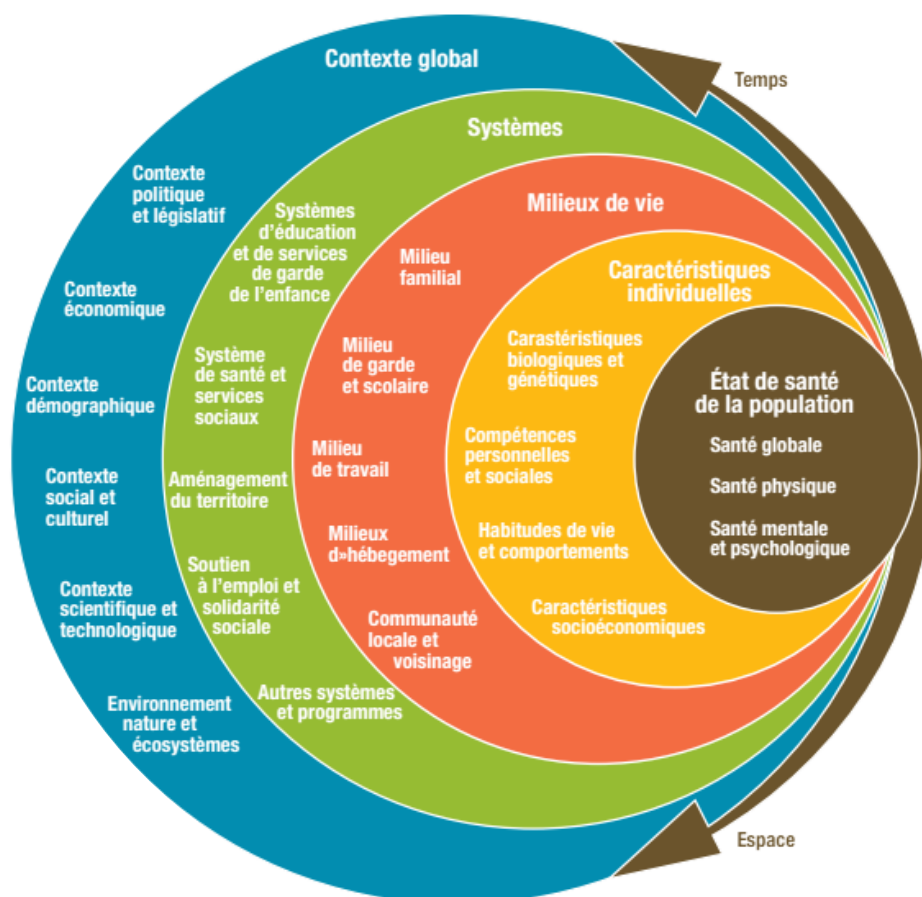 Contexte global
Temps
Systèmes
Contexte
politique
et législatif
Systèmes
d'éducation
et de services
de garde
de l'enfance
Milieux de vie
Milieu
familial
Caractéristiques
individuelles
Contexte
économique
Système
de santé et
services
sociaux
Milieu
de garde
et scolaire
Carastéristiques
biologiques et
génétiques
État de santé
de la population
Santé globale
Santé physique
Santé mentale
et psychologique
Contexte
démographique
Compétences
personnelles
et sociales
Milieu
de travail
Aménagement
du territoire
Contexte
social et
culturel
Milieux
d»hébegement
Habitudes de vie
et comportements
Soutien
à l'emploi et
solidarité
sociale
Contexte
scientifique et
technologique
Caractéristiques
socioéconomiques
Communauté
locale et
voisinage
Autres systèmes
et programmes
Environnement
nature et
écosystèmes
Espace